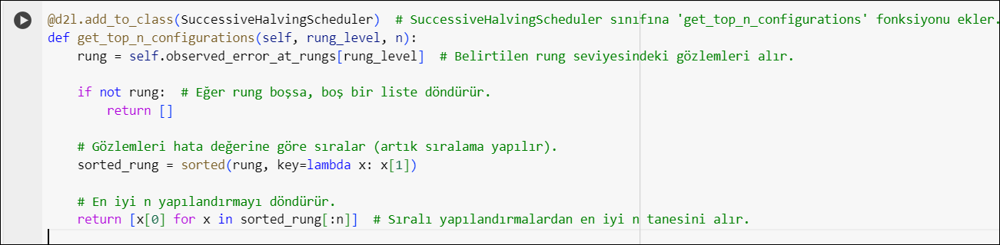 @d2l.add_to_class(SuccessiveHalvingScheduler)  # SuccessiveHalvingScheduler sınıfına 'get_top_n_configurations' fonksiyonu ekler.
def get_top_n_configurations(self, rung_level, n):
    rung = self.observed_error_at_rungs[rung_level]  # Belirtilen rung seviyesindeki gözlemleri alır.
    if not rung:  # Eğer rung boşsa, boş bir liste döndürür.
        return []
    # Gözlemleri hata değerine göre sıralar (artık sıralama yapılır).
    sorted_rung = sorted(rung, key=lambda x: x[1])
    # En iyi n yapılandırmayı döndürür.
    return [x[0] for x in sorted_rung[:n]]  # Sıralı yapılandırmalardan en iyi n tanesini alır.